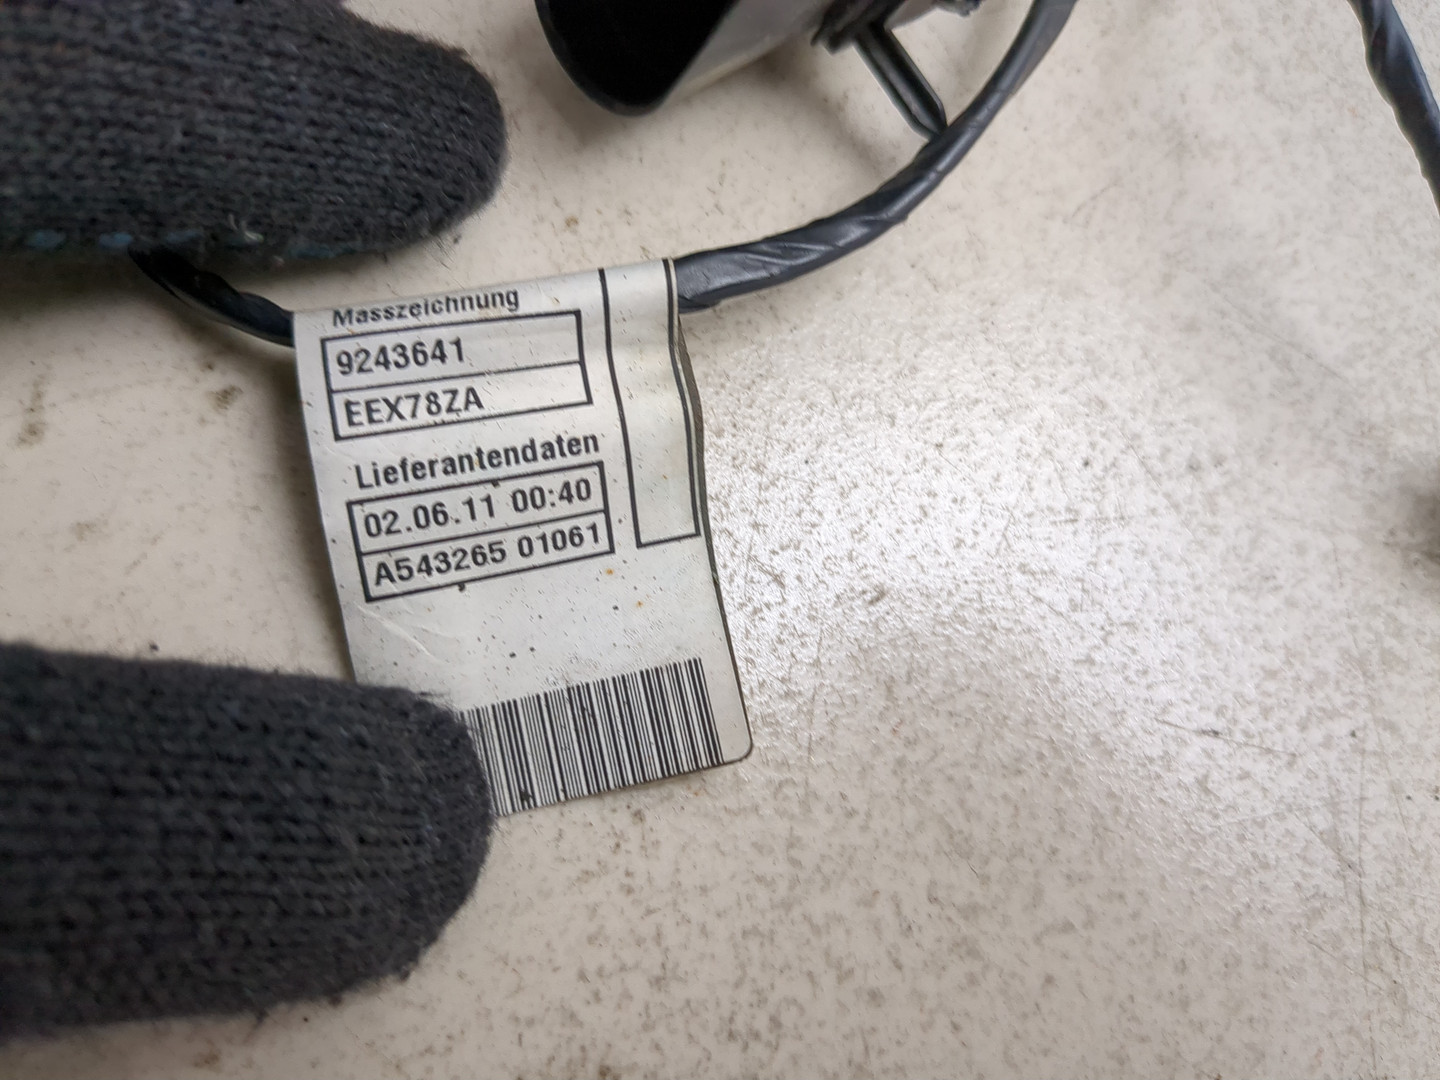 Masszeichnung
9243641
EEX78ZA
Lieferantendaten
02.06.11 00:40
A543265 01061